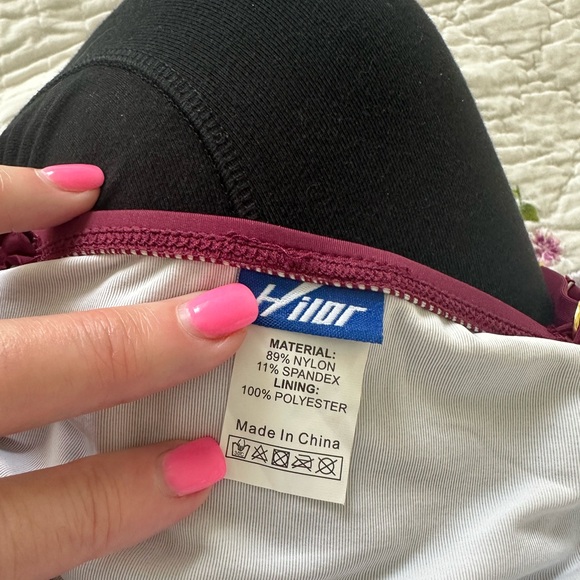 Hilor
MATERIAL:
89% NYLON
11% SPANDEX
LINING:
100% POLYESTER
Made In China